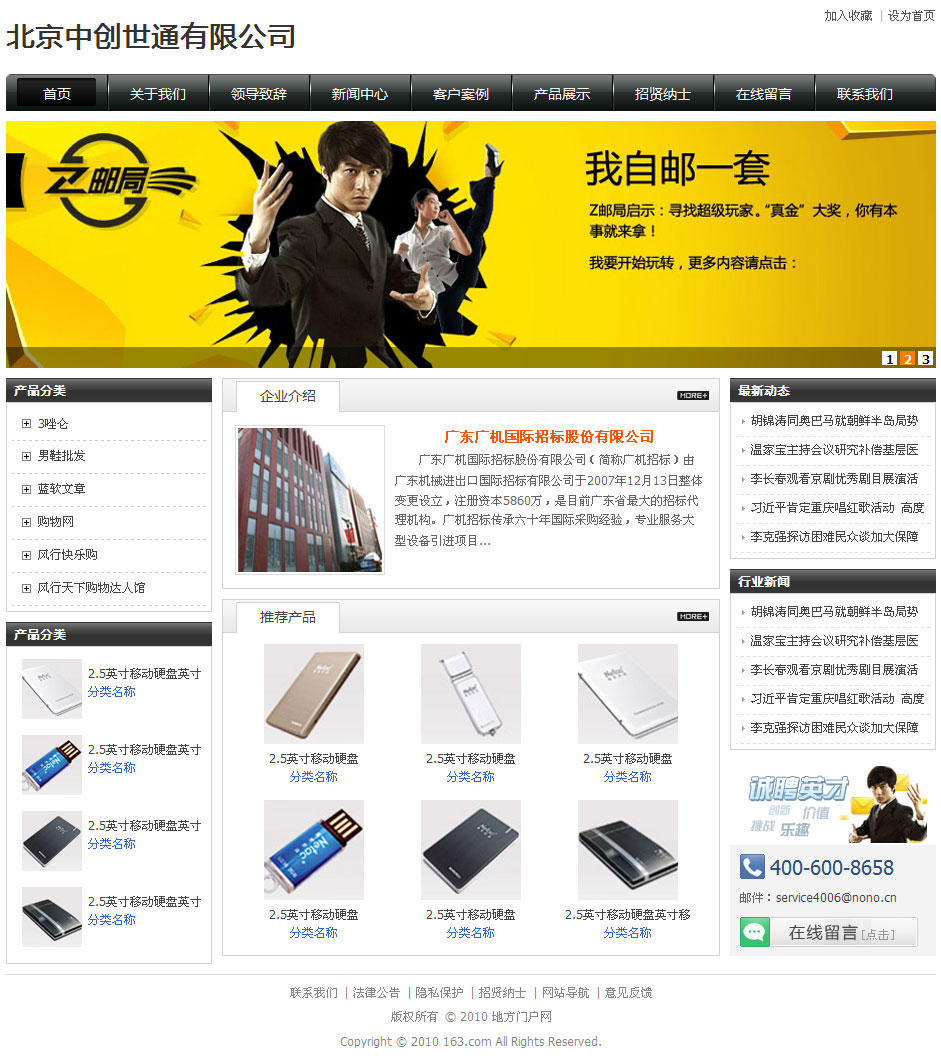 加入收藏 | 设为首页
北京中创世通有限公司
首页 关于我们 领导致辞 新闻中心 客户案例 产品展示 招贤纳士 在线留言 联系我们
Z邮局
我自邮一套
Z邮局启示：寻找超级玩家。“真金”大奖，你有本
事就来拿！
我要开始玩转，更多内容请点击：
1 2 3
产品分类
3唑仑
男鞋批发
蓝软文章
购物网
风行快乐购
风行天下购物达人馆
产品分类
2.5英寸移动硬盘英寸
分类名称
2.5英寸移动硬盘英寸
分类名称
2.5英寸移动硬盘英寸
分类名称
2.5英寸移动硬盘英寸
分类名称
企业介绍 MORE+
广东广机国际招标股份有限公司
广东广机国际招标股份有限公司（简称广机招标）由
广东机械进出口国际招标有限公司于2007年12月13日整体
变更设立，注册资本5860万，是目前广东省最大的招标代
理机构。广机招标传承六十年国际采购经验，专业服务大
型设备引进项目...
推荐产品 MORE+
2.5英寸移动硬盘 2.5英寸移动硬盘 2.5英寸移动硬盘
分类名称 分类名称 分类名称
2.5英寸移动硬盘 2.5英寸移动硬盘 2.5英寸移动硬盘英寸移
分类名称 分类名称 分类名称
最新动态
胡锦涛同奥巴马就朝鲜半岛局势
温家宝主持会议研究补偿基层医
李长春观看京剧优秀剧目展演活
习近平肯定重庆唱红歌活动 高度
李克强探访困难民众谈加大保障
行业新闻
胡锦涛同奥巴马就朝鲜半岛局势
温家宝主持会议研究补偿基层医
李长春观看京剧优秀剧目展演活
习近平肯定重庆唱红歌活动 高度
李克强探访困难民众谈加大保障
诚聘英才
创新 价值
挑战 乐趣
400-600-8658
邮件：service4006@nono.cn
在线留言 [点击]
联系我们 | 法律公告 | 隐私保护 | 招贤纳士 | 网站导航 | 意见反馈
版权所有 © 2010 地方门户网
Copyright © 2010 163.com All Rights Reserved.